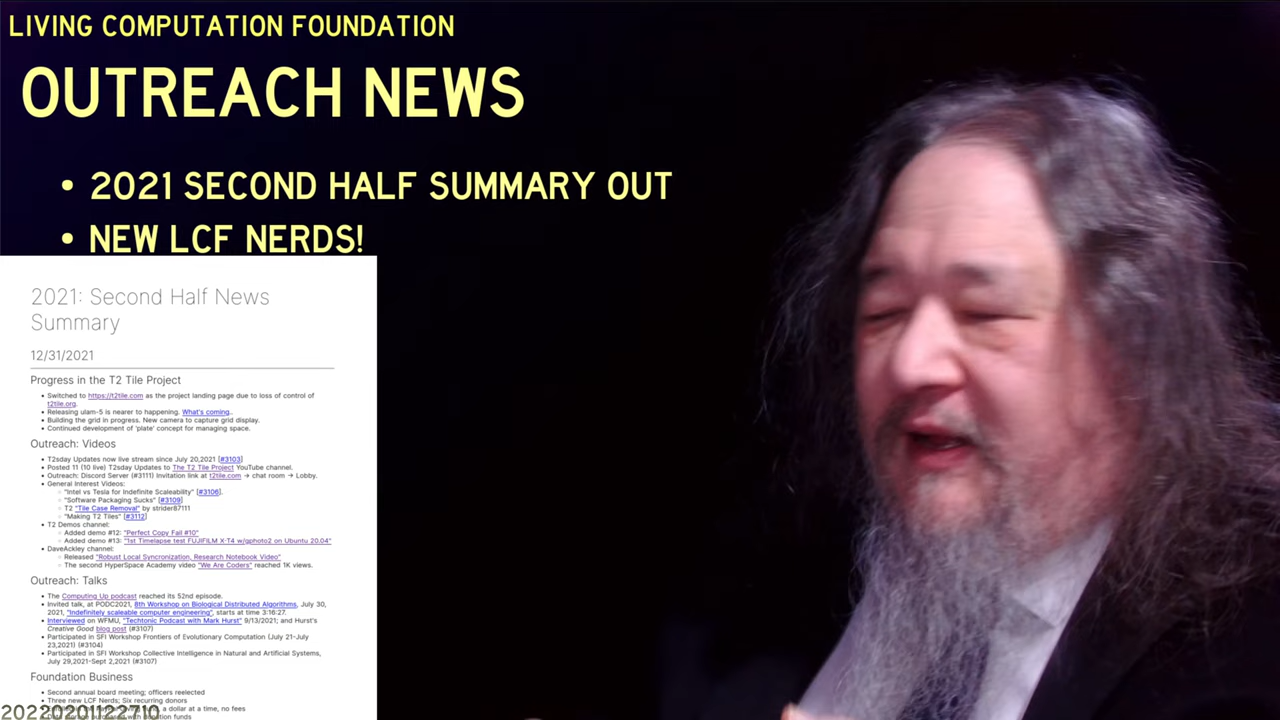 LIVING COMPUTATION FOUNDATION
OUTREACH NEWS
• 2021 SECOND HALF SUMMARY OUT
• NEW LCF NERDS!
2021: Second Half News
Summary
12/31/2021
Progress in the T2 Tile Project
• Switched to https://t2tile.com as the project landing page due to loss of control of
t2tile.org.
• Releasing ulam-5 is nearer to happening. What's coming..
• Building the grid in progress. New camera to capture grid display.
• Continued development of 'plate' concept for managing space.
Outreach: Videos
• T2sday Updates now live stream since July 20,2021 [#3103]
• Posted 11 (10 live) T2sday Updates to The T2 Tile Project YouTube channel.
• Outreach: Discord Server (#3111) Invitation link at t2tile.com → chat room → Lobby.
• General Interest Videos:
○ "Intel vs Tesla for Indefinite Scaleability" [#3106].
○ "Software Packaging Sucks" [#3109]
○ T2 "Tile Case Removal" by strider87111
○ "Making T2 Tiles" [#3112]
• T2 Demos channel:
○ Added demo #12: "Perfect Copy Fail #10"
○ Added demo #13: "1st Timelapse test FUJIFILM X-T4 w/gphoto2 on Ubuntu 20.04"
• DaveAckley channel:
○ Released "Robust Local Syncronization, Research Notebook Video"
○ The second HyperSpace Academy video "We Are Coders" reached 1K views.
Outreach: Talks
• The Computing Up podcast reached its 52nd episode.
• Invited talk, at PODC2021, 8th Workshop on Biological Distributed Algorithms, July 30,
2021, "Indefinitely scaleable computer engineering", starts at time 3:16:27.
• Interviewed on WFMU, "Techtonic Podcast with Mark Hurst" 9/13/2021; and Hurst's
Creative Good blog post (#3107)
• Participated in SFI Workshop Frontiers of Evolutionary Computation (July 21-July
23,2021) (#3104)
• Participated in SFI Workshop Collective Intelligence in Natural and Artificial Systems,
July 29,2021-Sept 2,2021 (#3107)
Foundation Business
• Second annual board meeting; officers reelected
• Three new LCF Nerds; Six recurring donors
a dollar at a time, no fees
donation funds